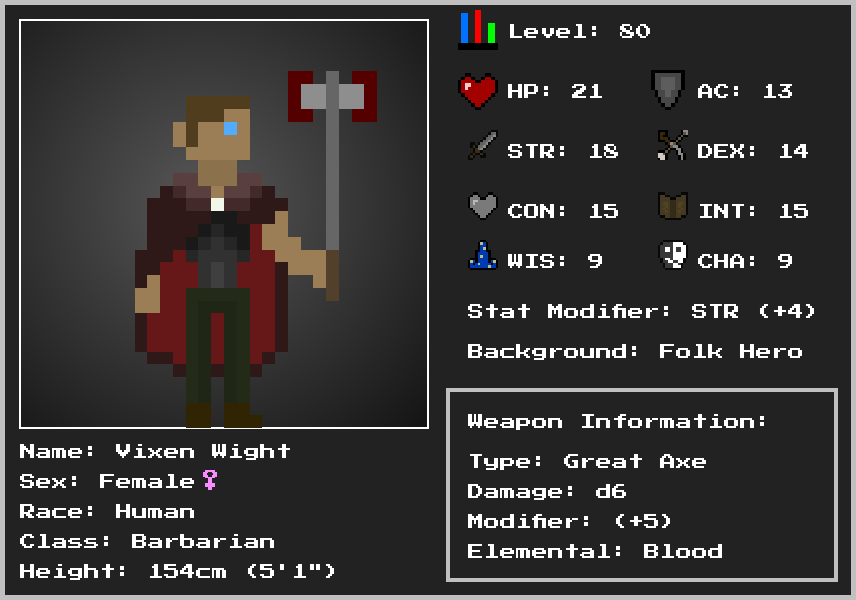 Level: 80
HP: 21 AC: 13
STR: 18 DEX: 14
CON: 15 INT: 15
WIS: 9 CHA: 9
Stat Modifier: STR (+4)
Background: Folk Hero
Weapon Information:
Type: Great Axe
Damage: d6
Modifier: (+5)
Elemental: Blood
Name: Vixen Wight
Sex: Female♀
Race: Human
Class: Barbarian
Height: 154cm (5'1")